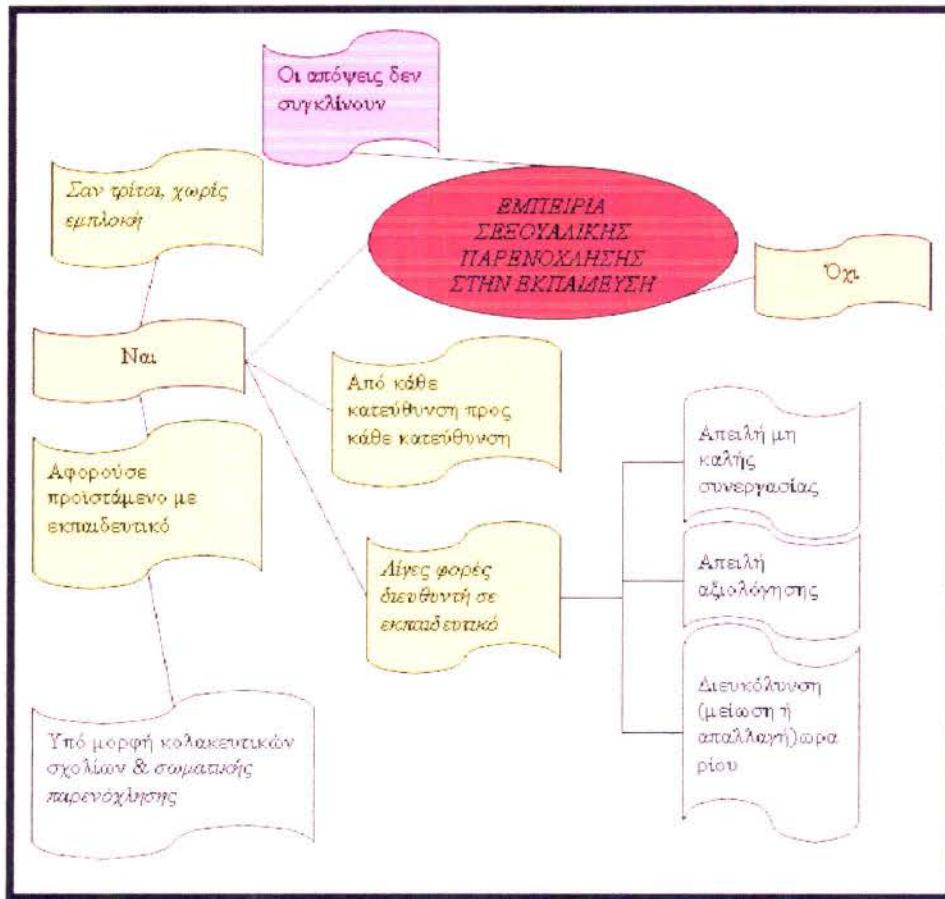 Οι απόψεις δεν
συγκλίνουν
Σαν τρίτοι, χωρίς
εμπλοκή
ΕΜΠΕΙΡΙΑ
ΣΕΞΟΥΑΛΙΚΗΣ
ΠΑΡΕΝΟΧΛΗΣΗΣ
ΣΤΗΝ ΕΚΠΑΙΔΕΥΣΗ
Όχι
Ναι
Από κάθε
κατεύθυνση προς
κάθε κατεύθυνση
Απειλή μη
καλής
συνεργασίας
Αφορούσε
προϊστάμενο με
εκπαιδευτικό
Λίγες φορές
διευθυντή σε
εκπαιδευτικό
Απειλή
αξιολόγησης
Διευκόλυνση
(μείωση ή
απαλλαγή)ωρα
ρίου
Υπό μορφή κολακευτικών
σχολίων & σωματικής
παρενόχλησης